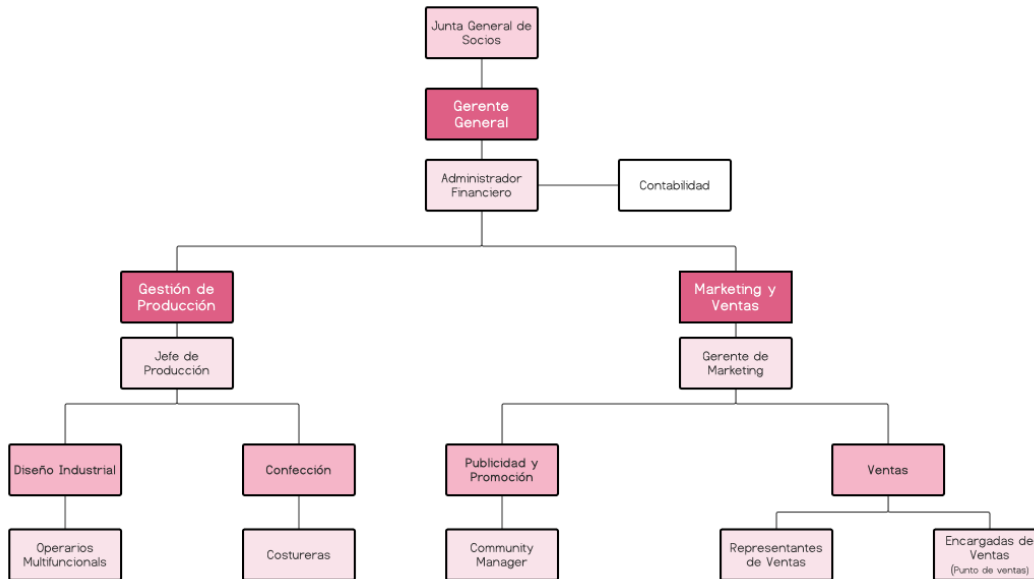 Junta General de
Socios
Gerente
General
Administrador
Financiero
Contabilidad
Gestión de
Producción
Marketing y
Ventas
Jefe de
Producción
Gerente de
Marketing
Diseño Industrial
Confección
Publicidad y
Promoción
Ventas
Operarios
Multifuncionals
Costureras
Community
Manager
Representantes
de Ventas
Encargadas de
Ventas
(Punto de ventas)